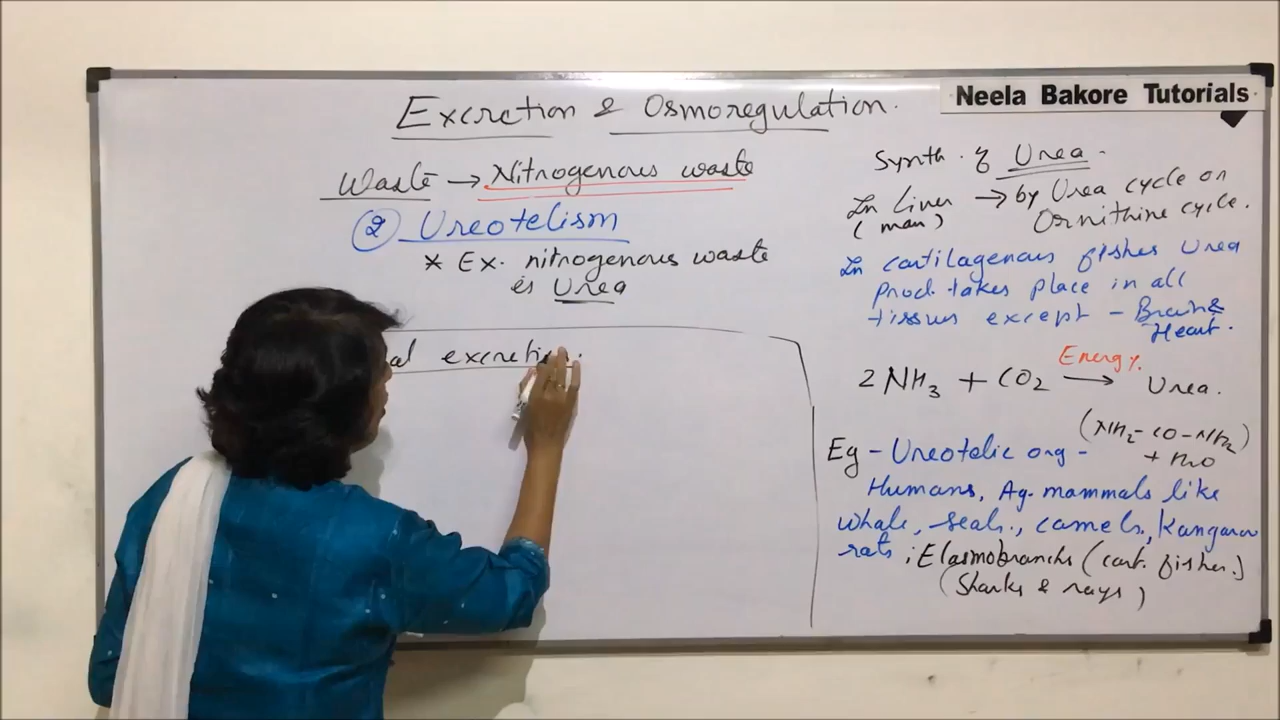 Neela Bakore Tutorials
Excretion & Osmoregulation.
Waste → Nitrogenous waste
② Ureotelism
* Ex. nitrogenous waste
is Urea
al excretion.
Synth. of Urea.
In Liver → by Urea cycle or
(man) Ornithine cycle.
In cartilagenous fishes Urea
prod. takes place in all
tissues except - Brain &
Heart.
Energy
2 NH3 + CO2 → Urea.
(NH2-CO-NH2)
+ H2O
Eg - Ureotelic org -
Humans, Aq. mammals like
whale, seals, camels, Kangaroo
rats ; Elasmobranchs (cart. fishes)
(Sharks & rays)